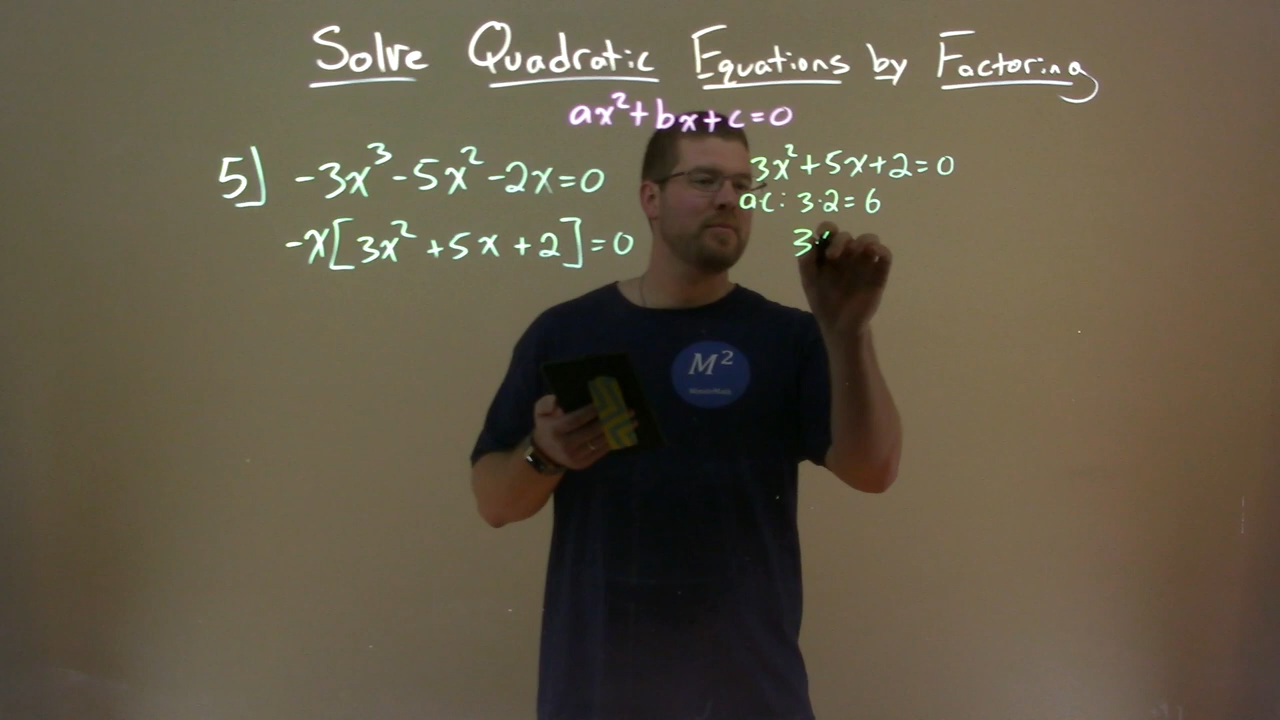 Solve Quadratic Equations by Factoring
ax²+bx+c=0
5] -3x³-5x²-2x=0
-x[3x²+5x+2]=0
3x²+5x+2=0
ac: 3·2=6
3·
M²
MinuteMath